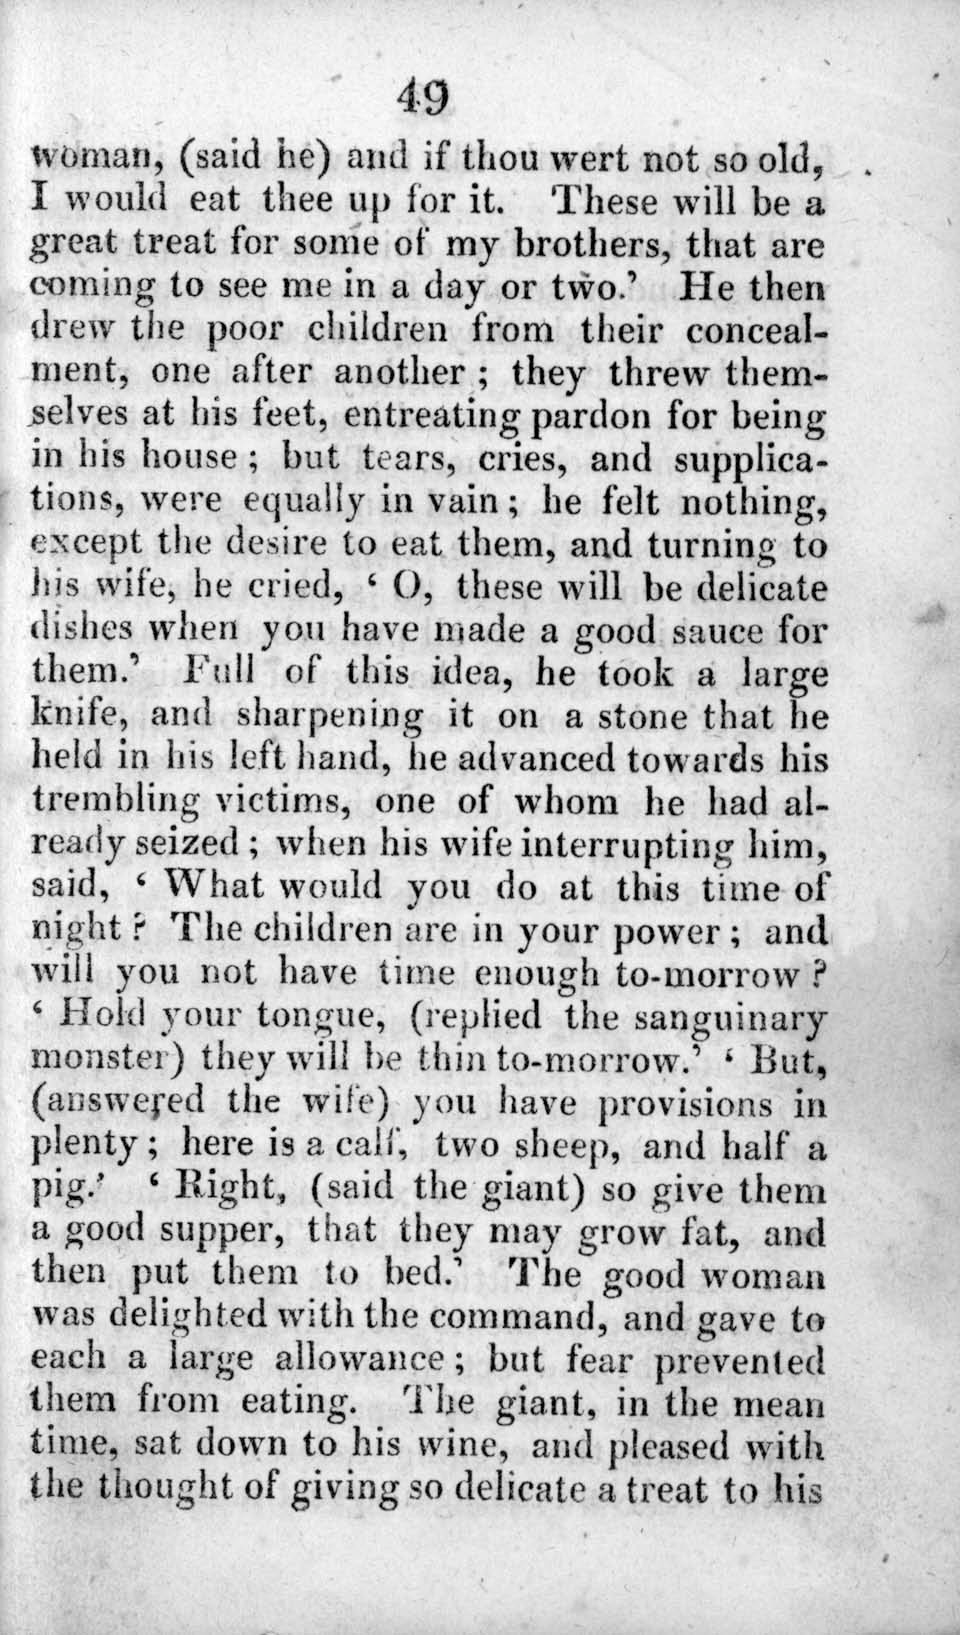 49
woman, (said he) and if thou wert not so old,
I would eat thee up for it. These will be a
great treat for some of my brothers, that are
coming to see me in a day or two.’ He then
drew the poor children from their conceal-
ment, one after another ; they threw them-
selves at his feet, entreating pardon for being
in his house ; but tears, cries, and supplica-
tions, were equally in vain ; he felt nothing,
except the desire to eat them, and turning to
his wife, he cried, ‘ O, these will be delicate
dishes when you have made a good sauce for
them.’ Full of this idea, he took a large
knife, and sharpening it on a stone that he
held in his left hand, he advanced towards his
trembling victims, one of whom he had al-
ready seized ; when his wife interrupting him,
said, ‘ What would you do at this time of
night ? The children are in your power ; and
will you not have time enough to-morrow ?
‘ Hold your tongue, (replied the sanguinary
monster) they will be thin to-morrow.’ ‘ But,
(answered the wife) you have provisions in
plenty ; here is a calf, two sheep, and half a
pig.’ ‘ Right, (said the giant) so give them
a good supper, that they may grow fat, and
then put them to bed.’ The good woman
was delighted with the command, and gave to
each a large allowance ; but fear prevented
them from eating. The giant, in the mean
time, sat down to his wine, and pleased with
the thought of giving so delicate a treat to his